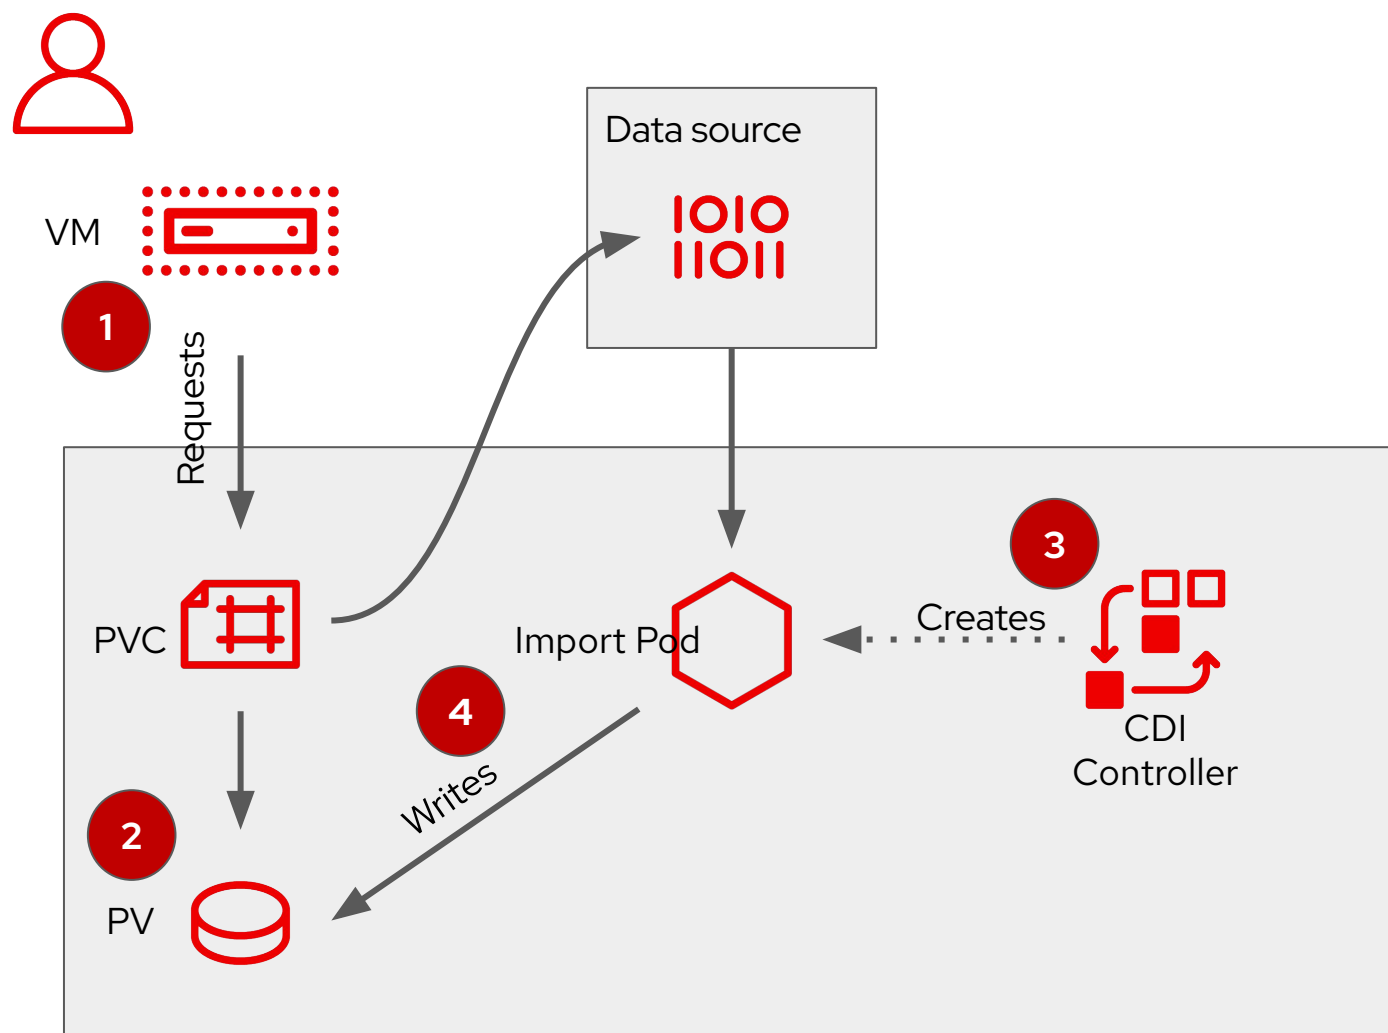 Data source
1010
11011
VM
1
Requests
3
Creates
PVC
Import Pod
4
CDI
Controller
Writes
2
PV